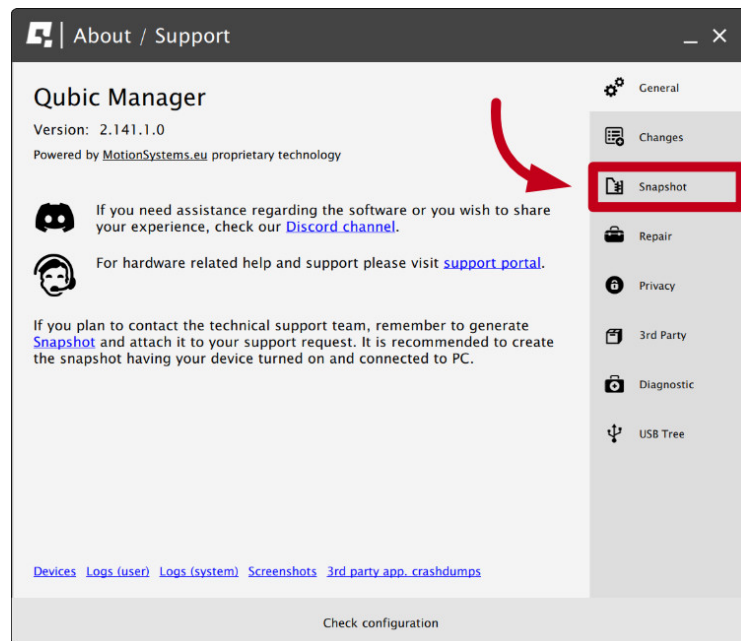 About / Support
Qubic Manager
Version: 2.141.1.0
Powered by MotionSystems.eu proprietary technology
If you need assistance regarding the software or you wish to share
your experience, check our Discord channel.
For hardware related help and support please visit support portal.
If you plan to contact the technical support team, remember to generate
Snapshot and attach it to your support request. It is recommended to create
the snapshot having your device turned on and connected to PC.
Devices Logs (user) Logs (system) Screenshots 3rd party app. crashdumps
General
Changes
Snapshot
Repair
Privacy
3rd Party
Diagnostic
USB Tree
Check configuration